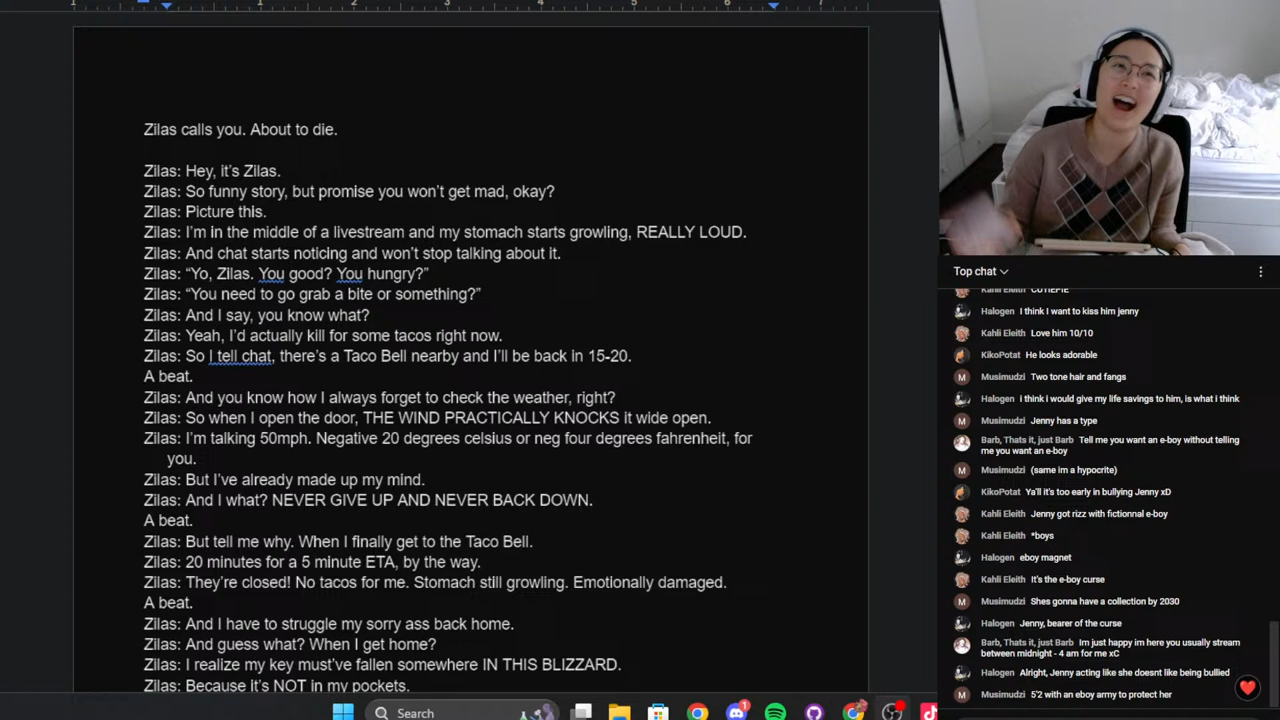 Zilas calls you. About to die.
Zilas: Hey, it's Zilas.
Zilas: So funny story, but promise you won't get mad, okay?
Zilas: Picture this.
Zilas: I'm in the middle of a livestream and my stomach starts growling, REALLY LOUD.
Zilas: And chat starts noticing and won't stop talking about it.
Zilas: “Yo, Zilas. You good? You hungry?”
Zilas: “You need to go grab a bite or something?”
Zilas: And I say, you know what?
Zilas: Yeah, I'd actually kill for some tacos right now.
Zilas: So I tell chat, there's a Taco Bell nearby and I'll be back in 15-20.
A beat.
Zilas: And you know how I always forget to check the weather, right?
Zilas: So when I open the door, THE WIND PRACTICALLY KNOCKS it wide open.
Zilas: I'm talking 50mph. Negative 20 degrees celsius or neg four degrees fahrenheit, for
you.
Zilas: But I've already made up my mind.
Zilas: And I what? NEVER GIVE UP AND NEVER BACK DOWN.
A beat.
Zilas: But tell me why. When I finally get to the Taco Bell.
Zilas: 20 minutes for a 5 minute ETA, by the way.
Zilas: They're closed! No tacos for me. Stomach still growling. Emotionally damaged.
A beat.
Zilas: And I have to struggle my sorry ass back home.
Zilas: And guess what? When I get home?
Zilas: I realize my key must've fallen somewhere IN THIS BLIZZARD.
Zilas: Because it's NOT in my pockets.
Search
1
Top chat
Kahli Eleith CUTIEPIE
Halogen I think I want to kiss him jenny
Kahli Eleith Love him 10/10
KikoPotat He looks adorable
Musimudzi Two tone hair and fangs
Halogen i think i would give my life savings to him, is what i think
Musimudzi Jenny has a type
Barb, Thats it, just Barb Tell me you want an e-boy without telling
me you want an e-boy
Musimudzi (same im a hypocrite)
KikoPotat Ya'll it's too early in bullying Jenny xD
Kahli Eleith Jenny got rizz with fictionnal e-boy
Kahli Eleith *boys
Halogen eboy magnet
Kahli Eleith It's the e-boy curse
Musimudzi Shes gonna have a collection by 2030
Halogen Jenny, bearer of the curse
Barb, Thats it, just Barb Im just happy im here you usually stream
between midnight - 4 am for me xC
Halogen Alright, Jenny acting like she doesnt like being bullied
Musimudzi 5'2 with an eboy army to protect her